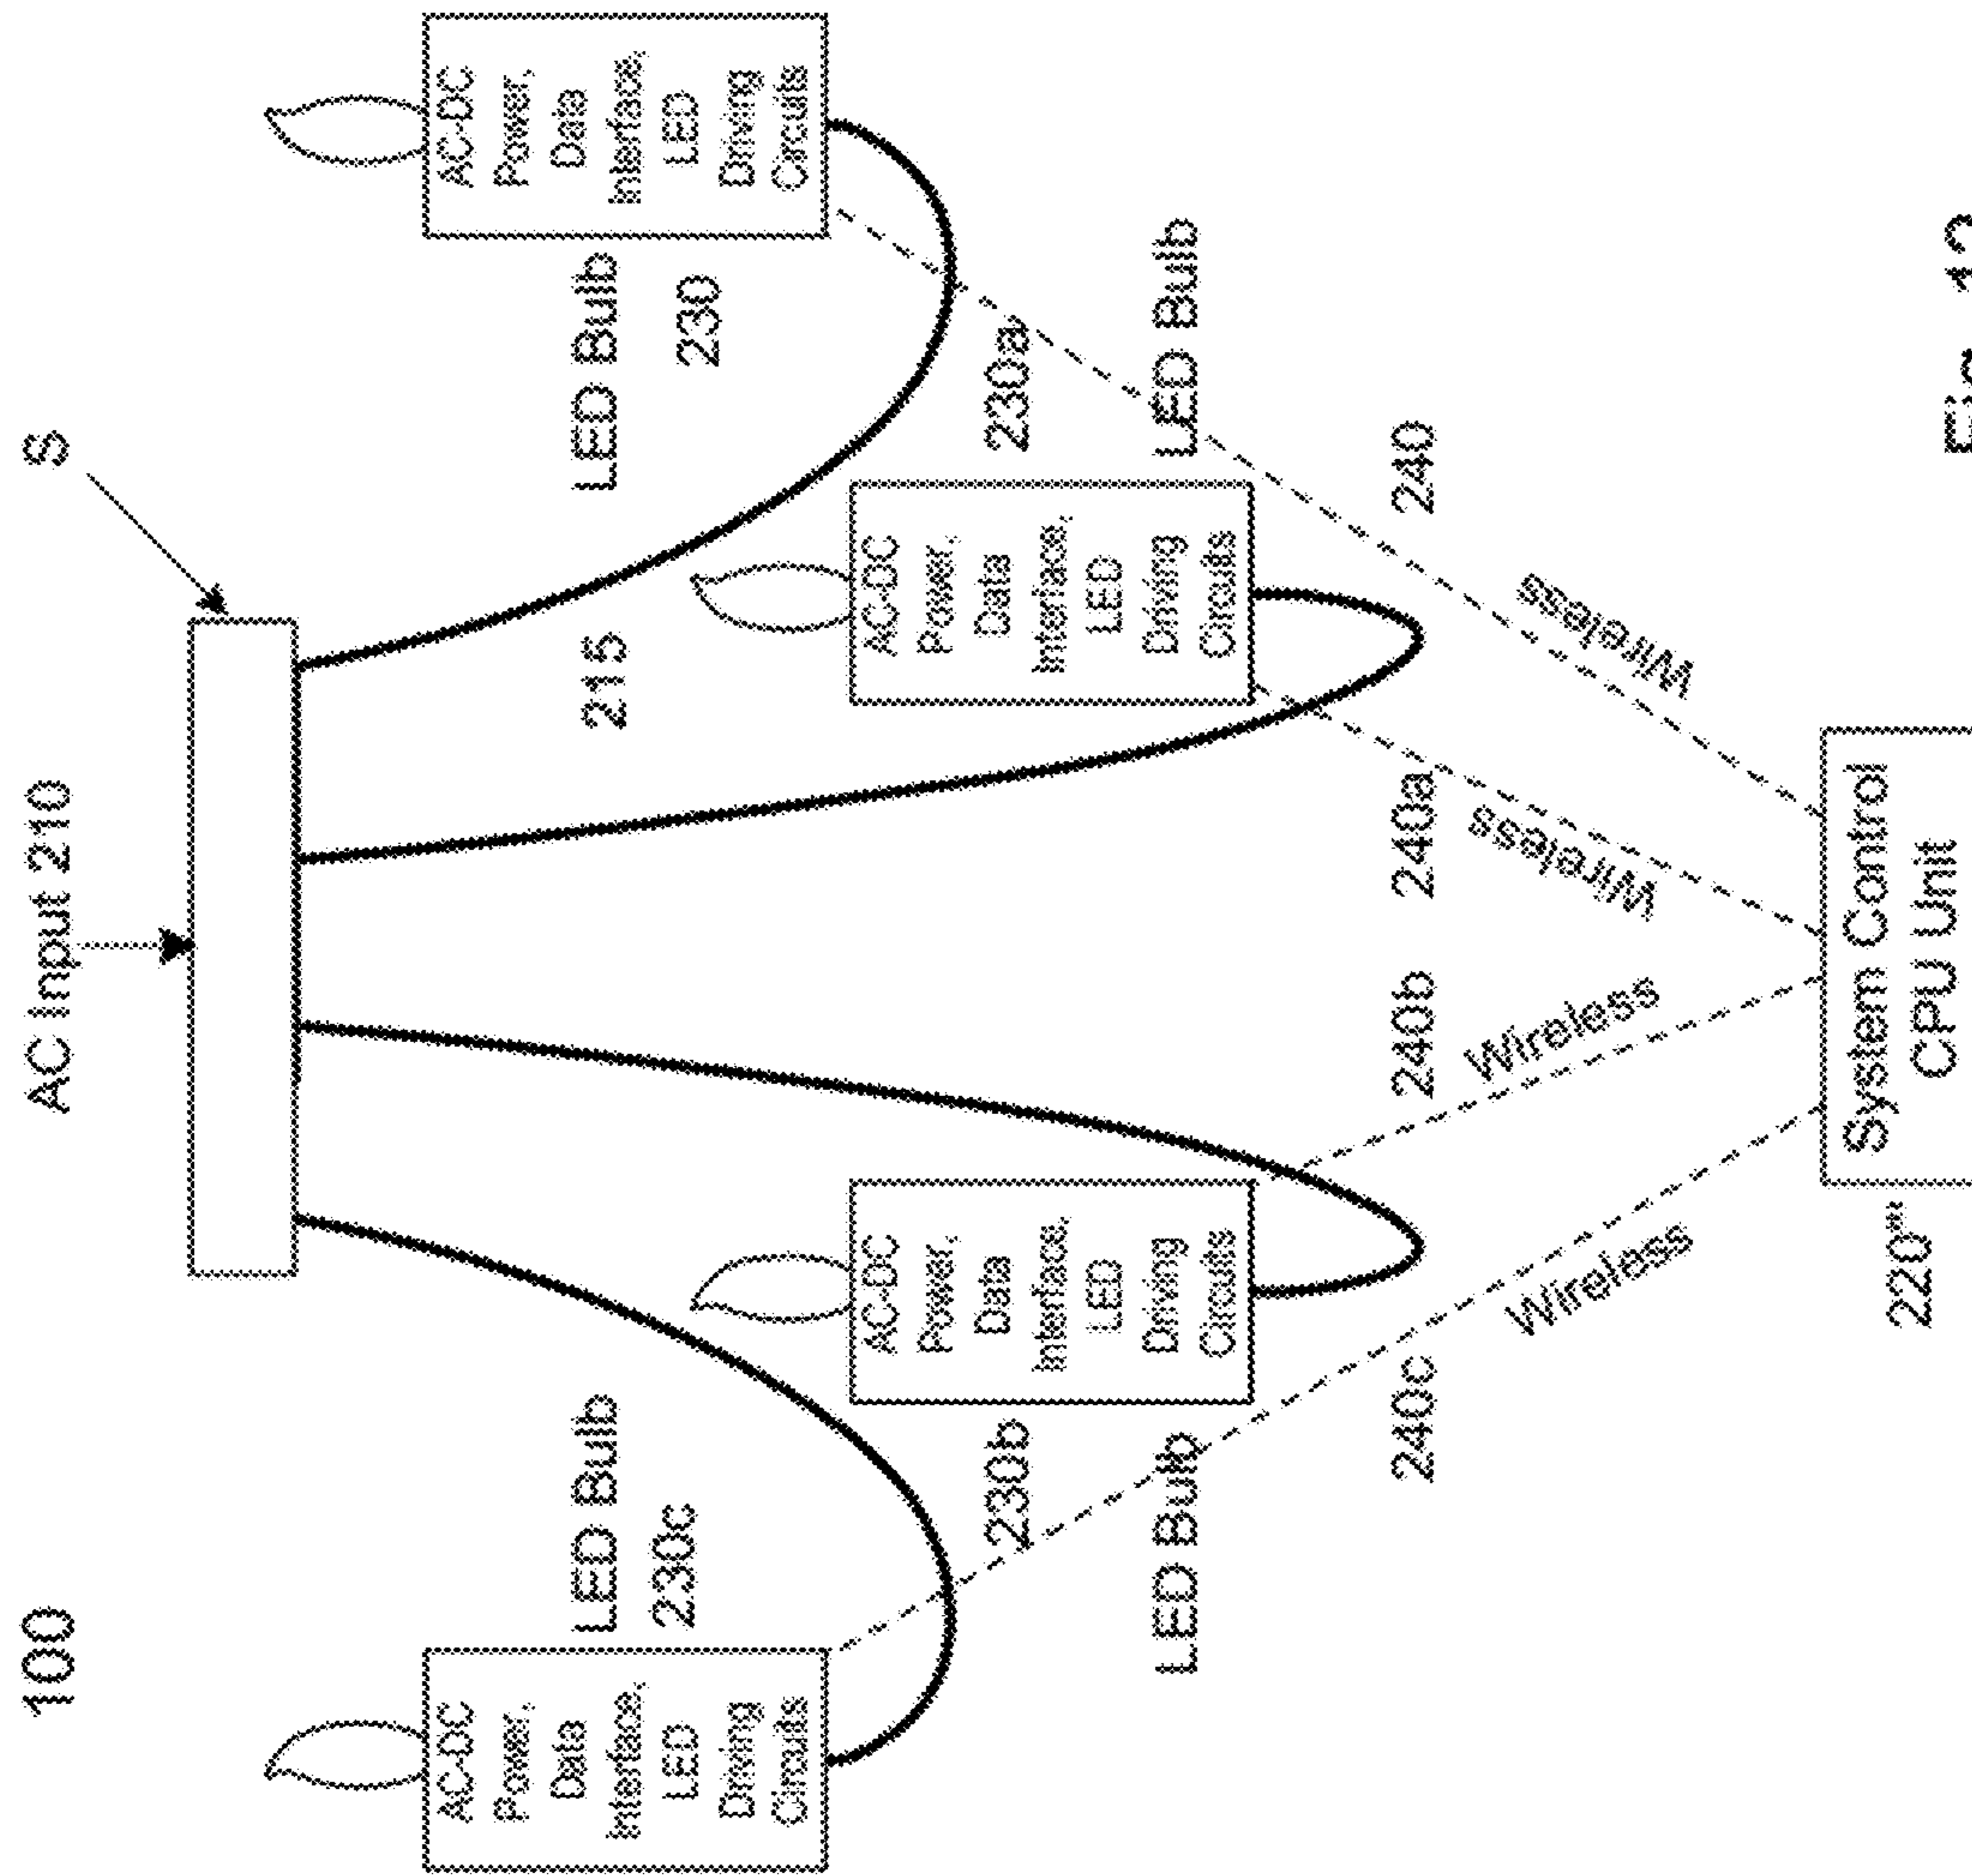 100
AC Input 210
S
AC-DC
Power,
Data
Interface,
LED
Driving
Circuits
LED Bulb
230c
215
LED Bulb
230
AC-DC
Power,
Data
Interface,
LED
Driving
Circuits
AC-DC
Power,
Data
Interface,
LED
Driving
Circuits
230b
LED Bulb
AC-DC
Power,
Data
Interface,
LED
Driving
Circuits
230a
LED Bulb
240c
240b
240a
240
Wireless
Wireless
Wireless
Wireless
220''''
System Control
CPU Unit
Fig.